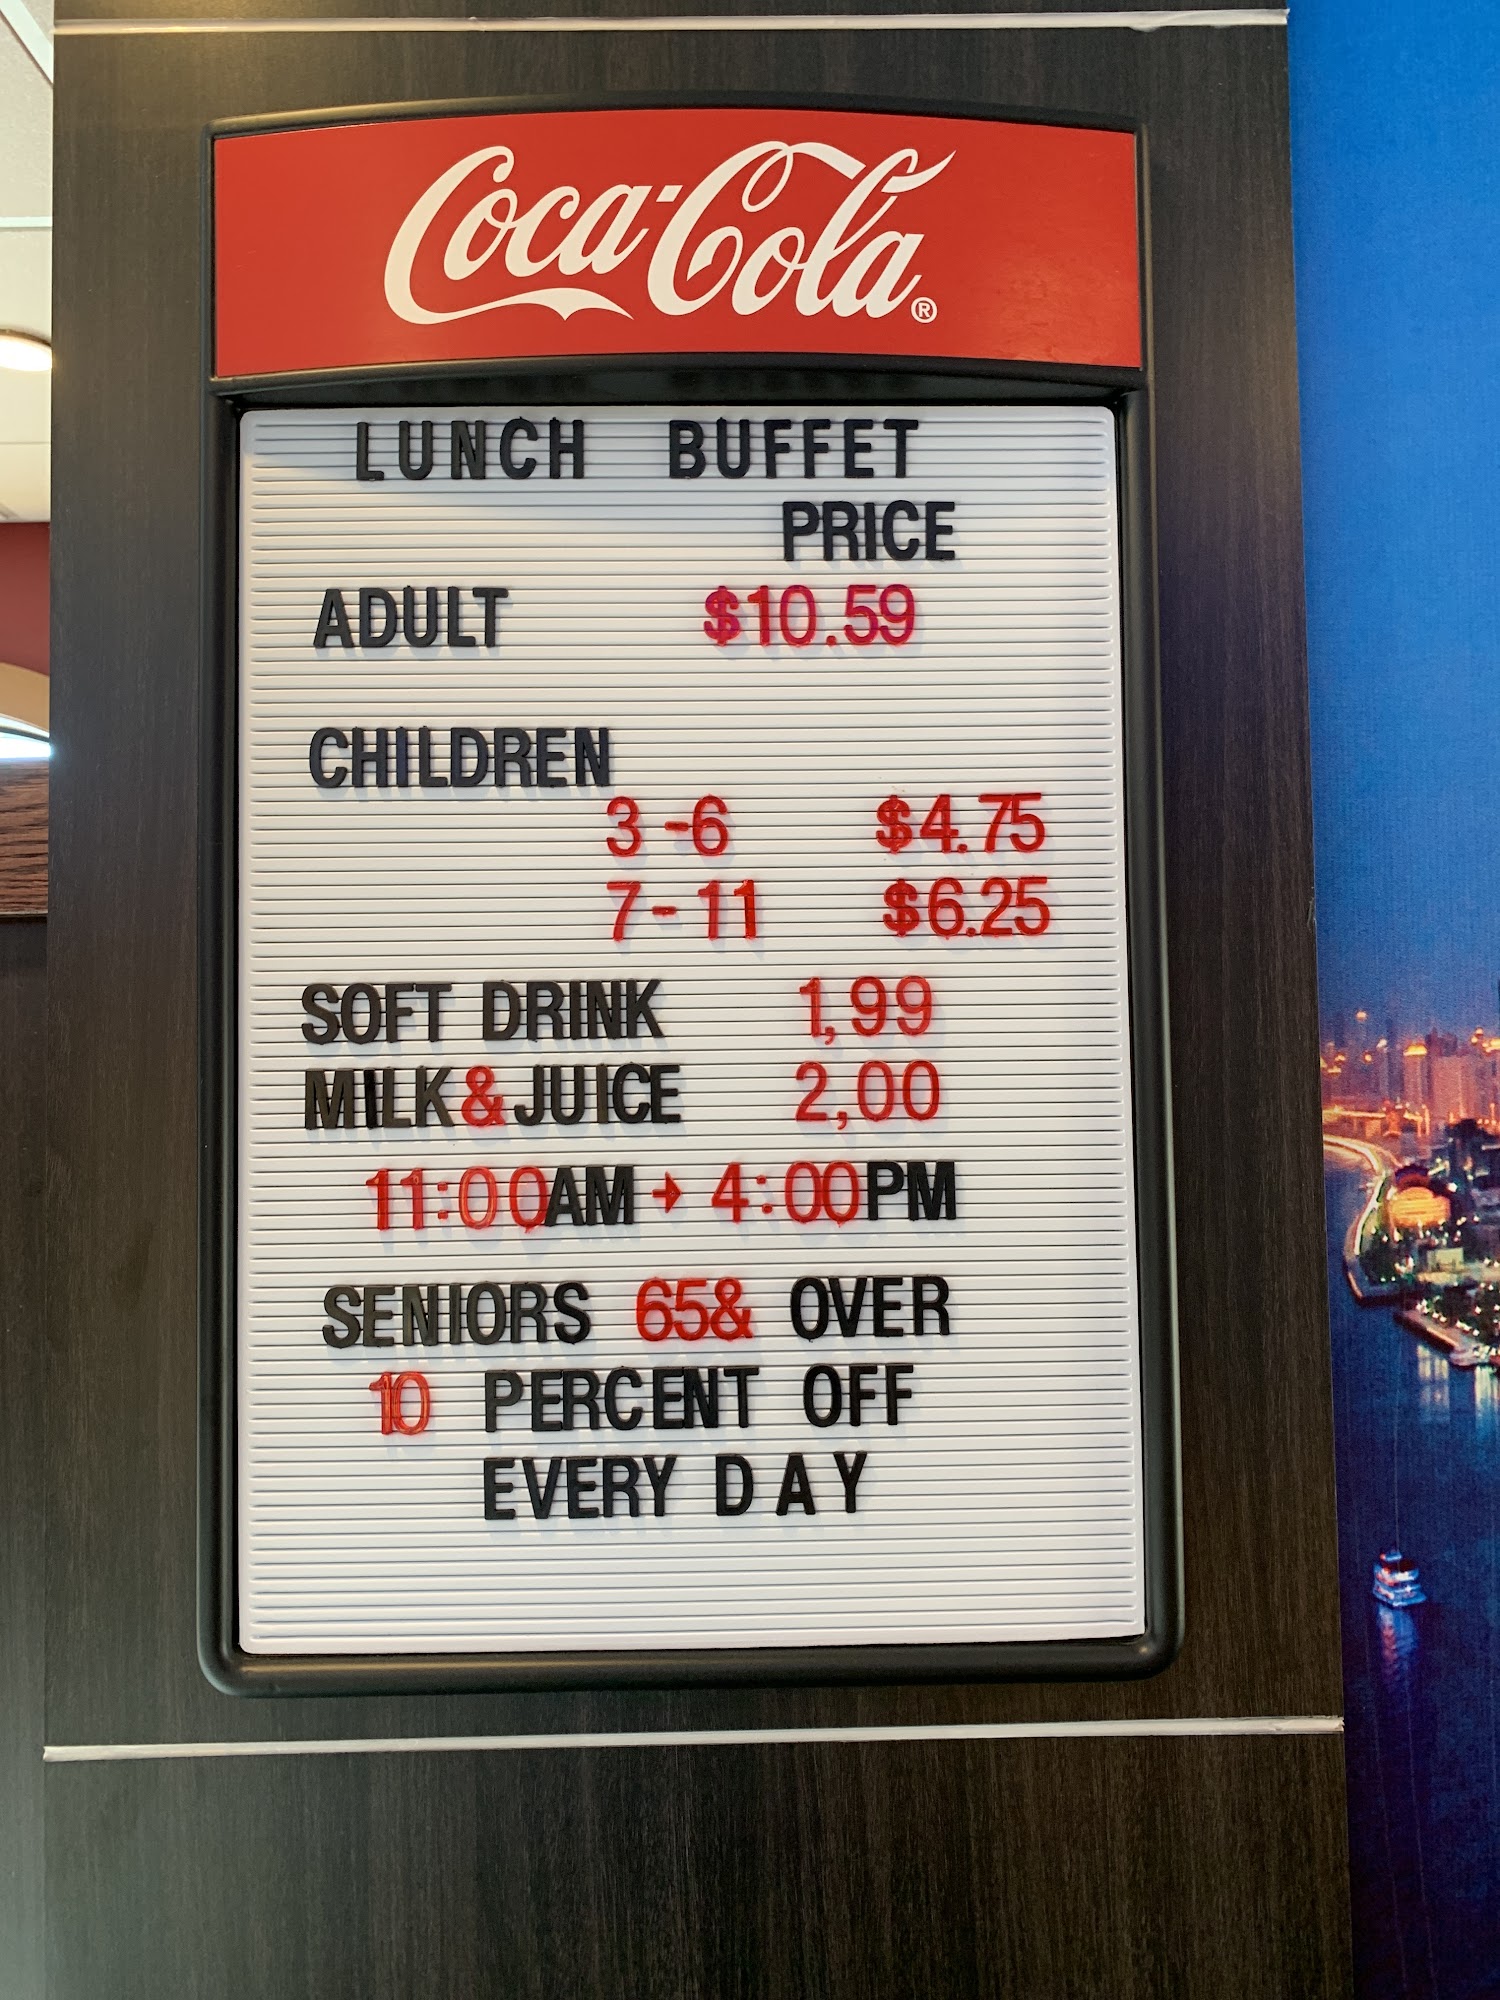 Coca-Cola®
LUNCH BUFFET
PRICE
ADULT $10.59
CHILDREN
3-6 $4.75
7-11 $6.25
SOFT DRINK 1,99
MILK&JUICE 2,00
11:00AM → 4:00PM
SENIORS 65& OVER
10 PERCENT OFF
EVERY DAY